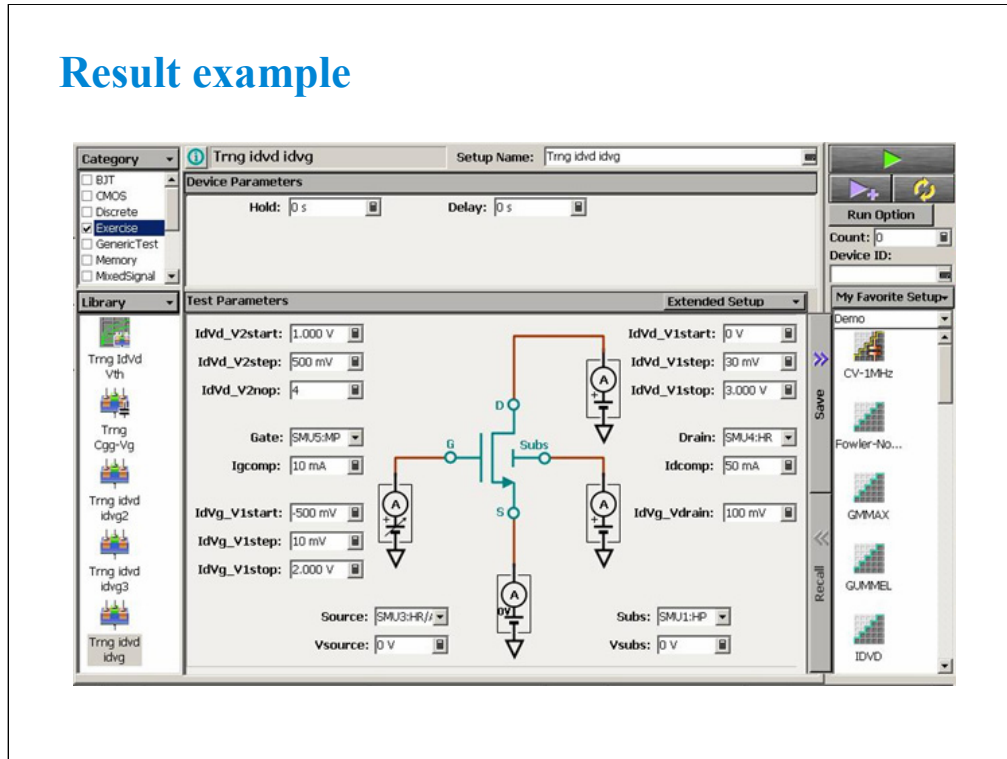 Result example
Category
BJT
CMOS
Discrete
Exercise
GenericTest
Memory
MixedSignal
Library
Trng IdVd
Vth
Trng
Cgg-Vg
Trng idvd
idvg2
Trng idvd
idvg3
Trng idvd
idvg
Trng idvd idvg
Setup Name: Trng idvd idvg
Device Parameters
Hold: 0 s
Delay: 0 s
Test Parameters
Extended Setup
IdVd_V2start: 1.000 V
IdVd_V2step: 500 mV
IdVd_V2nop: 4
Gate: SMU5:MP
Igcomp: 10 mA
IdVg_V1start: -500 mV
IdVg_V1step: 10 mV
IdVg_V1stop: 2.000 V
Source: SMU3:HR/
Vsource: 0 V
D
G
Subs
S
A
A
A
A
0V
IdVd_V1start: 0 V
IdVd_V1step: 30 mV
IdVd_V1stop: 3.000 V
Drain: SMU4:HR
Idcomp: 50 mA
IdVg_Vdrain: 100 mV
Subs: SMU1:HP
Vsubs: 0 V
Save
Recall
Run Option
Count: 0
Device ID:
My Favorite Setup
Demo
CV-1MHz
Fowler-No...
GMMAX
GUMMEL
IDVD